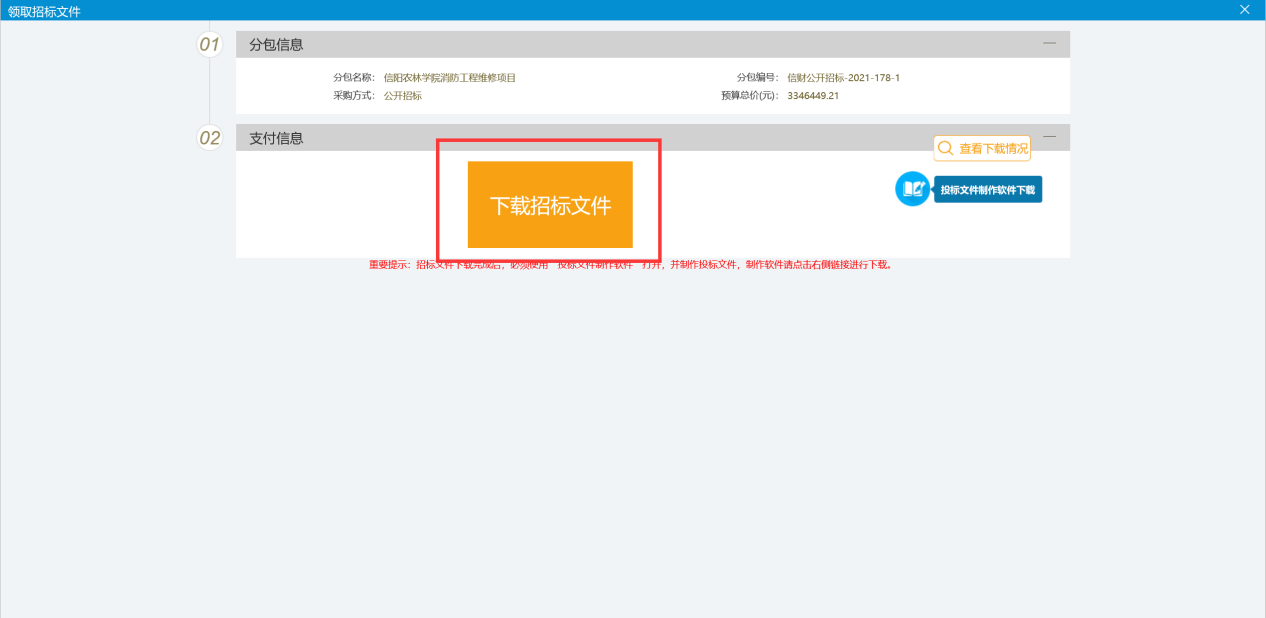 领取招标文件
01 分包信息
分包名称： 信阳农林学院消防工程维修项目 分包编号： 信财公开招标-2021-178-1
采购方式： 公开招标 预算总价(元)： 3346449.21
02 支付信息
查看下载情况
下载招标文件
投标文件制作软件下载
重要提示：招标文件下载完成后，必须使用 投标文件制作软件 打开，并制作投标文件，制作软件请点击右侧链接进行下载。